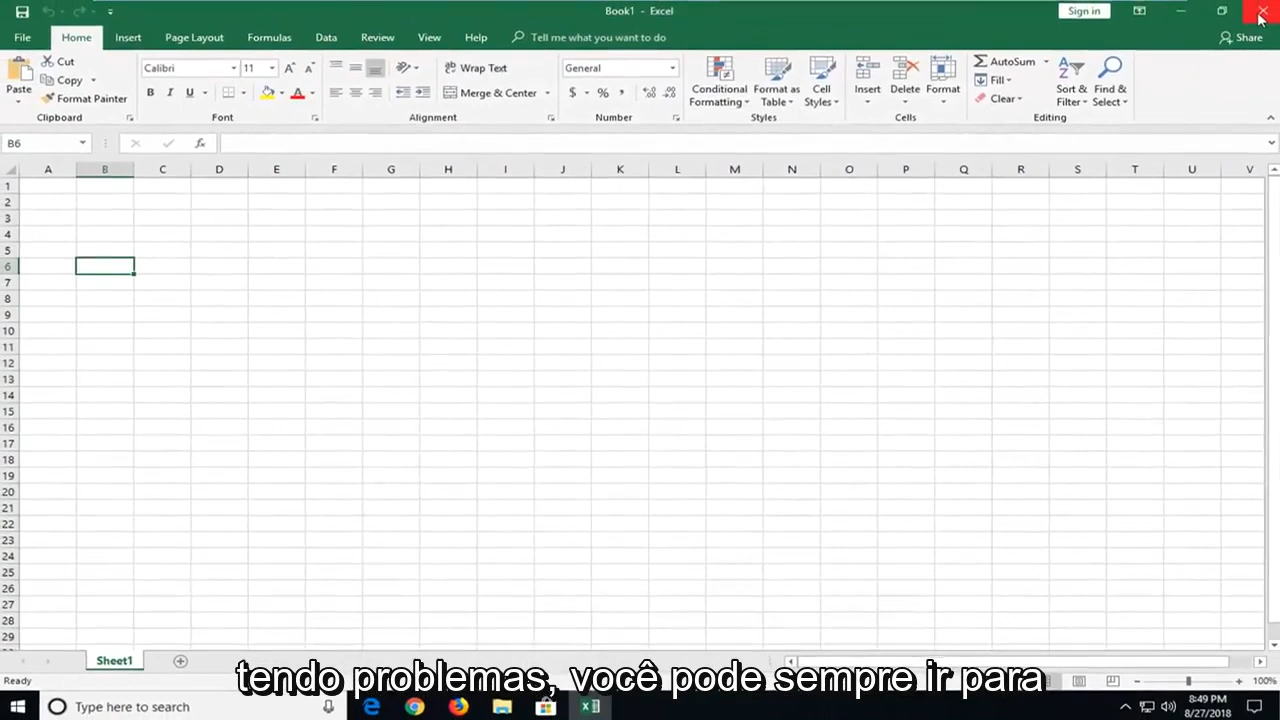 Book1 - Excel
Sign in
File Home Insert Page Layout Formulas Data Review View Help Tell me what you want to do Share
Paste
Cut
Copy
Format Painter
Clipboard
Calibri 11
B I U
Font
Wrap Text
Merge & Center
Alignment
General
$ % ,
Number
Conditional Formatting
Format as Table
Cell Styles
Styles
Insert
Delete
Format
Cells
AutoSum
Fill
Clear
Sort & Filter
Find & Select
Editing
B6
fx
A B C D E F G H I J K L M N O P Q R S T U V
1
2
3
4
5
6
7
8
9
10
11
12
13
14
15
16
17
18
19
20
21
22
23
24
25
26
27
28
29
Sheet1
tendo problemas, você pode sempre ir para
Ready
100%
Type here to search
8:49 PM
8/27/2018